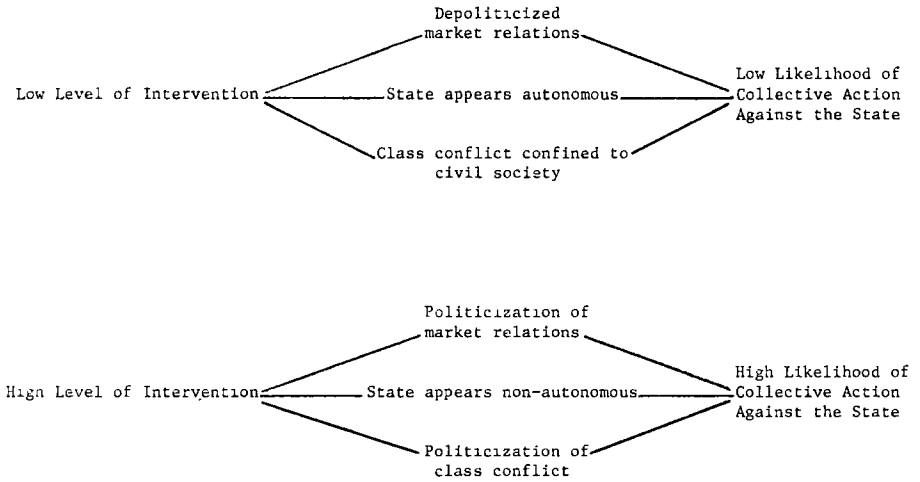 Depoliticized
market relations
Low Level of Intervention
State appears autonomous
Low Likelihood of
Collective Action
Against the State
Class conflict confined to
civil society
Politicization of
market relations
High Level of Intervention
State appears non-autonomous
High Likelihood of
Collective Action
Against the State
Politicization of
class conflict